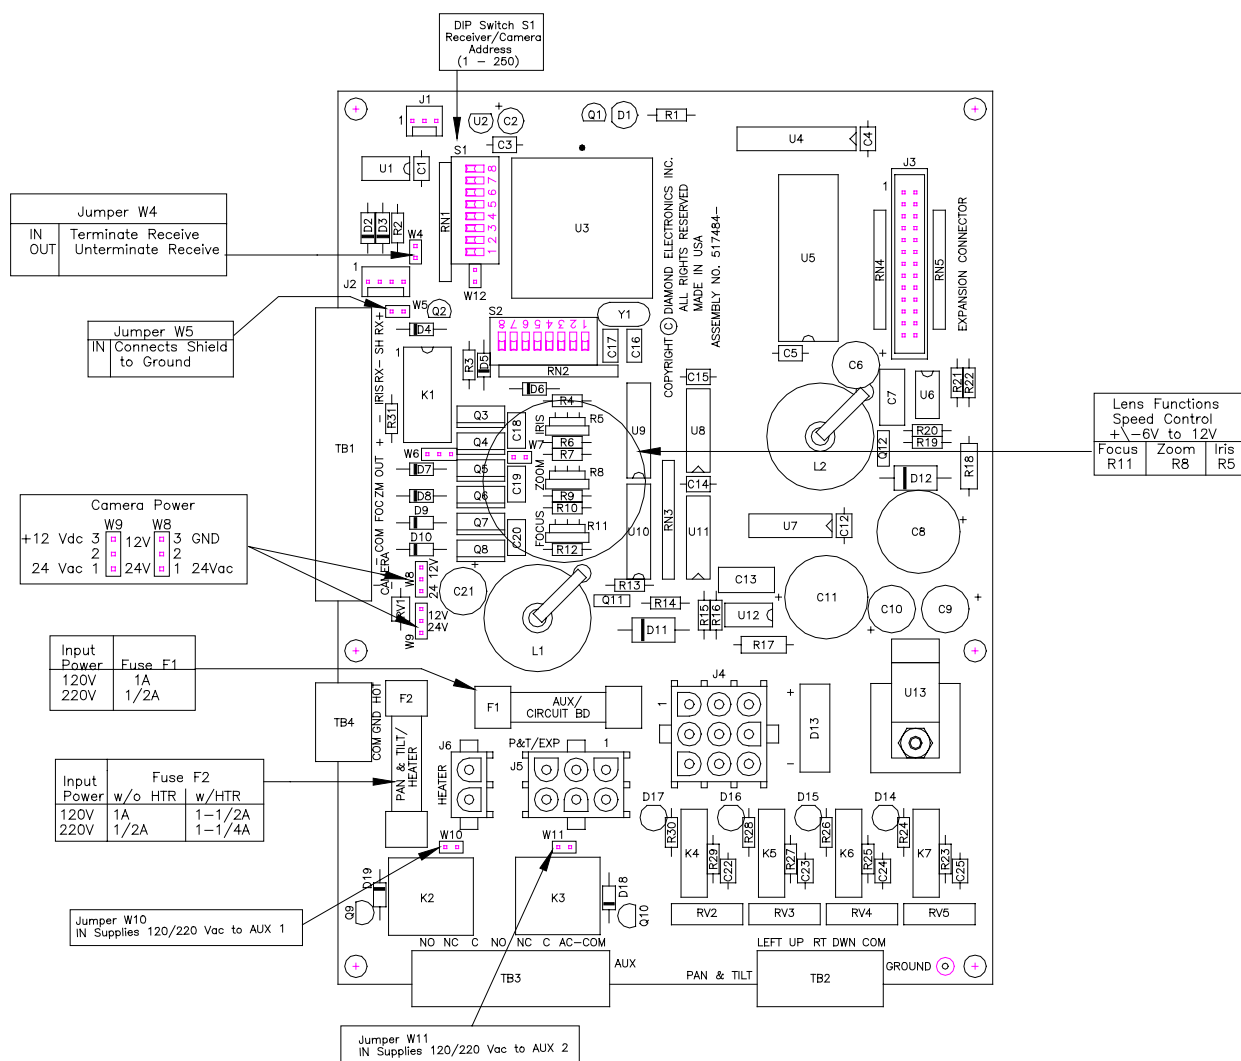 DIP Switch S1
Receiver/Camera
Address
(1 - 250)
J1
1
U2
+
C2
C3
Q1
D1
R1
U4
C4
J3
1
S1
U1
C1
RN1
8
7
6
5
4
3
2
1
U3
COPYRIGHT © DIAMOND ELECTRONICS INC.
ALL RIGHTS RESERVED
MADE IN USA
ASSEMBLY NO. 517484-
U5
RN4
RN5
EXPANSION CONNECTOR
Jumper W4
IN Terminate Receive
OUT Unterminate Receive
D2
D3
R2
W4
1
J2
W12
W5
Q2
Jumper W5
IN Connects Shield
to Ground
S2
8 7 6 5 4 3 2 1
Y1
C17
C16
C5
C6
+
- COM FOC ZM OUT + - IRIS RX- SH RX+
D4
1
K1
R3
D5
RN2
D6
R4
C15
C7
U6
R21
R22
R31
Q3
C18
IRIS
R5
U9
U8
L2
Q12
R20
R19
R18
TB1
Q4
R6
R7
W6
W7
Lens Functions
Speed Control
+\-6V to 12V
Focus Zoom Iris
R11 R8 R5
D7
Q5
ZOOM
R8
C19
C14
D12
D8
Q6
R9
R10
D9
Q7
FOCUS
R11
U10
RN3
U11
U7
C12
C8
+
D10
Q8
C20
R12
Camera Power
W9 W8
+12 Vdc 3 12V 3 GND
2 2
24 Vac 1 24V 1 24Vac
- CAMERA
W8
12V
24
+
C21
R13
C13
C11
+
C10
+
C9
+
RV1
12V
24V
W9
Q11
R14
R15
R16
U12
D11
R17
L1
Input
Power Fuse F1
120V 1A
220V 1/2A
TB4
COM GND HOT
F2
PAN & TILT/
HEATER
F1
AUX/
CIRCUIT BD
J4
1
+
D13
-
U13
J6
HEATER
P&T/EXP
J5
1
Input Fuse F2
Power w/o HTR w/HTR
120V 1A 1-1/2A
220V 1/2A 1-1/4A
W10
W11
D17
R30
D16
R28
D15
R26
D14
R24
K4
R29
C22
K5
R27
C23
K6
R25
C24
K7
R23
C25
D19
Q9
K2
K3
D18
Q10
RV2
RV3
RV4
RV5
Jumper W10
IN Supplies 120/220 Vac to AUX 1
NO NC C NO NC C AC-COM
TB3
AUX
LEFT UP RT DWN COM
PAN & TILT
TB2
GROUND
Jumper W11
IN Supplies 120/220 Vac to AUX 2